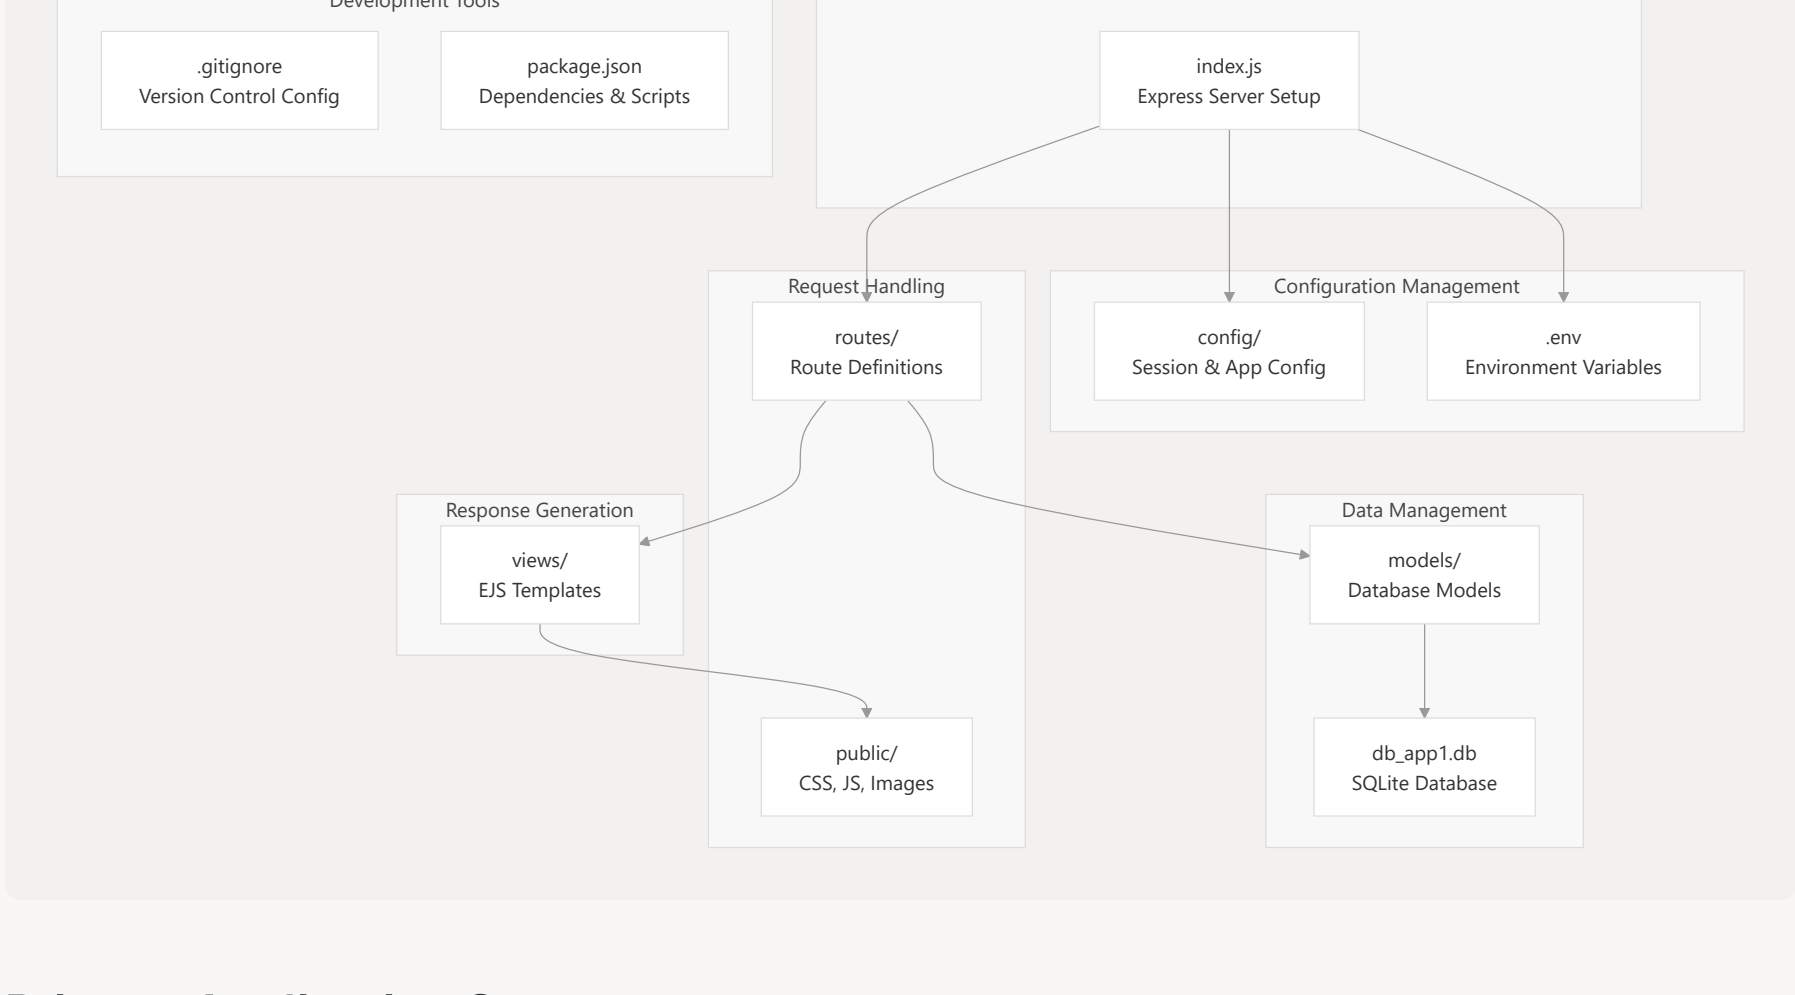 Development Tools
.gitignore
Version Control Config
package.json
Dependencies & Scripts
index.js
Express Server Setup
Request Handling
routes/
Route Definitions
Configuration Management
config/
Session & App Config
.env
Environment Variables
Response Generation
views/
EJS Templates
Data Management
models/
Database Models
public/
CSS, JS, Images
db_app1.db
SQLite Database